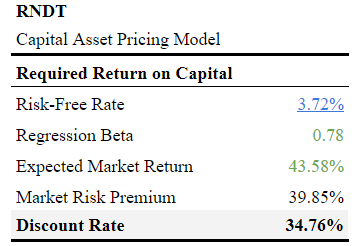 RNDT
Capital Asset Pricing Model
Required Return on Capital
Risk-Free Rate 3.72%
Regression Beta 0.78
Expected Market Return 43.58%
Market Risk Premium 39.85%
Discount Rate 34.76%